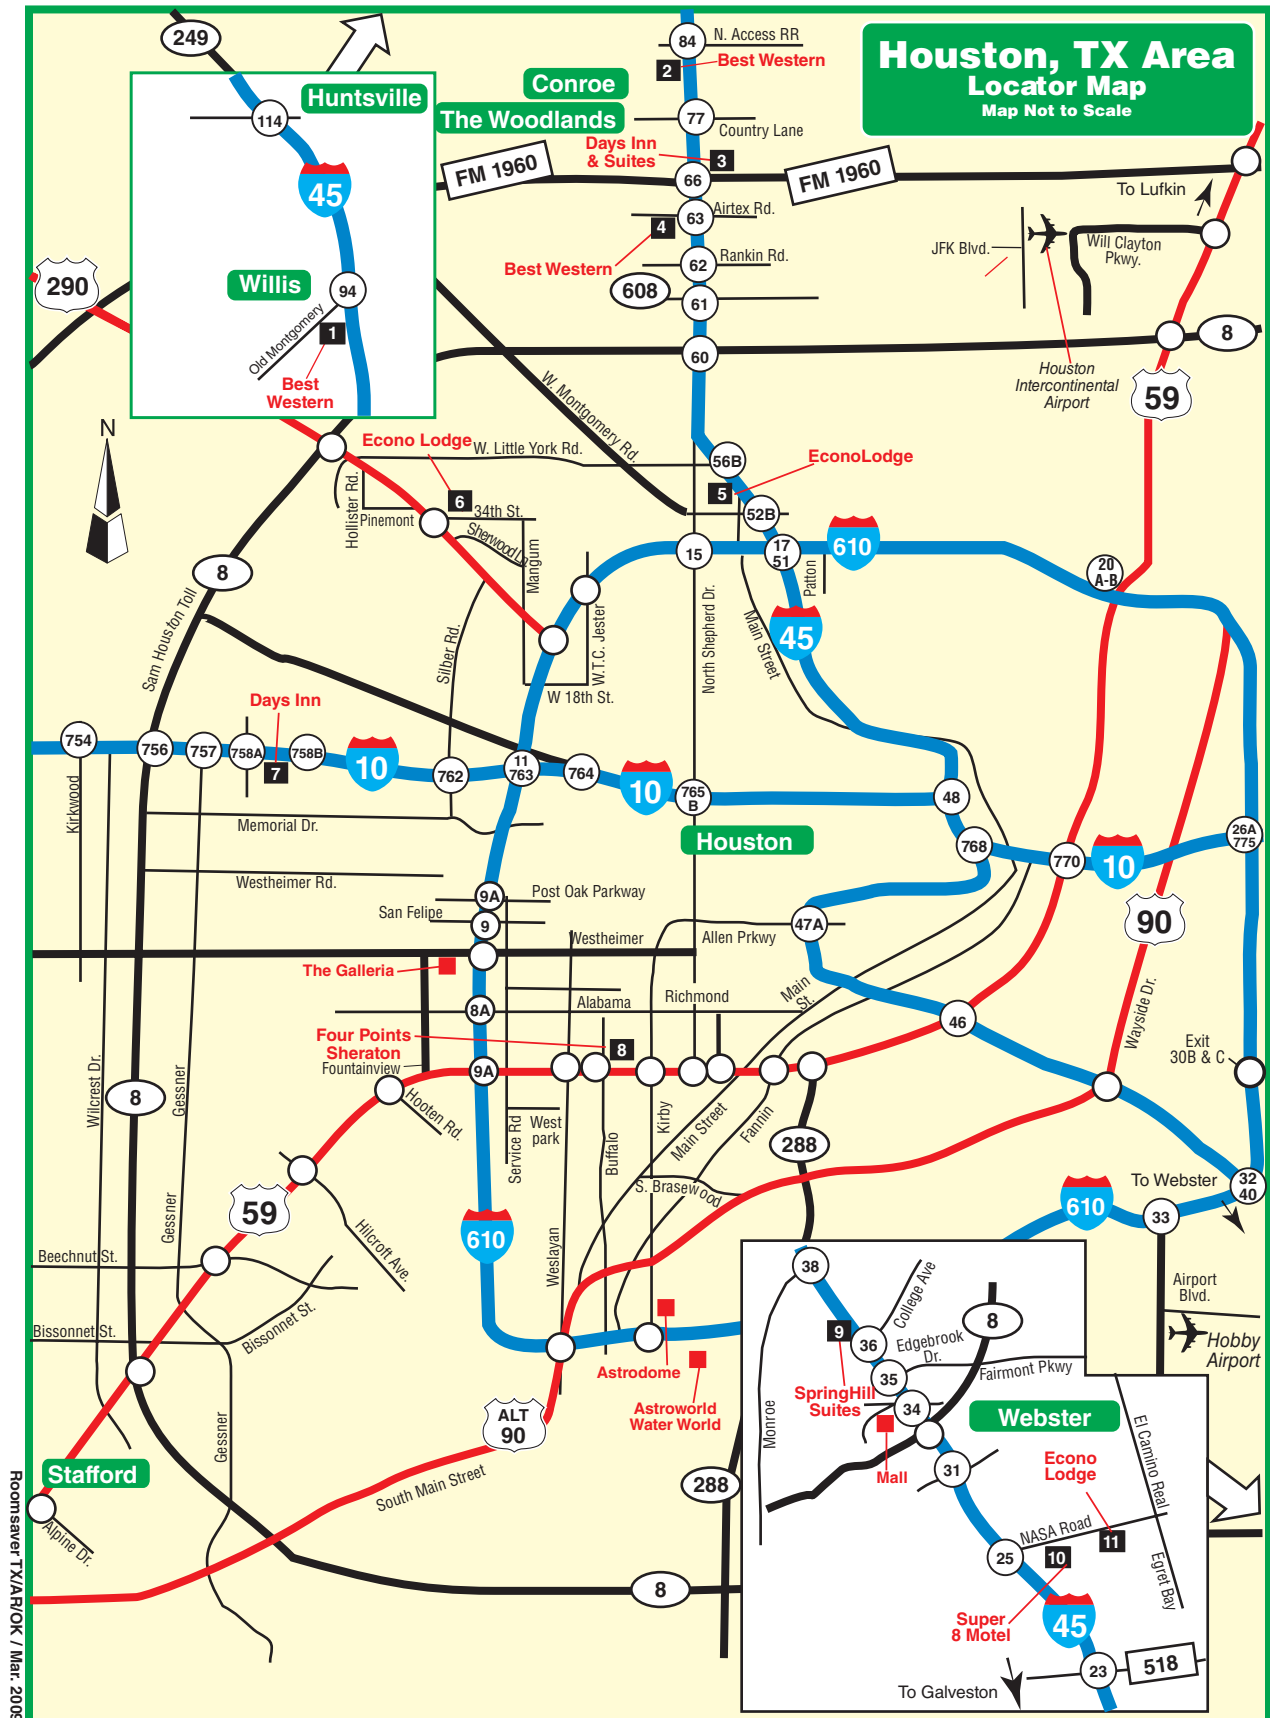 Houston, TX Area
Locator Map
Map Not to Scale
249
84
N. Access RR
2
Best Western
Conroe
Huntsville
The Woodlands
114
77
Country Lane
Days Inn
& Suites
3
FM 1960
66
FM 1960
To Lufkin
45
4
63
Airtex Rd.
JFK Blvd.
Will Clayton
Pkwy.
Best Western
62
Rankin Rd.
290
Willis
94
608
61
Old Montgomery
1
60
8
Best
Western
Houston
Intercontinental
Airport
59
W. Montgomery Rd.
N
Econo Lodge
W. Little York Rd.
56B
EconoLodge
Hollister Rd.
6
5
Pinemont
34th St.
52B
Sherwood Ln.
Mangum
15
17
51
610
20
A-B
8
Patton
Sam Houston Toll
Silber Rd.
W.T.C. Jester
North Shepherd Dr.
Main Street
45
W 18th St.
Days Inn
754
756
757
758A
758B
7
10
762
11
763
764
10
765
B
48
Kirkwood
Memorial Dr.
Houston
768
770
10
26A
775
Westheimer Rd.
9A
Post Oak Parkway
San Felipe
9
47A
90
Allen Prkwy
Westheimer
The Galleria
Main
St.
8A
Alabama
Richmond
46
Wayside Dr.
Four Points
Sheraton
Fountainview
8
Exit
30B & C
9A
Wilcrest Dr.
8
Gessner
Hooten Rd.
Service Rd
West
park
Buffalo
Kirby
Main Street
Fannin
288
59
Gessner
S. Brasewood
To Webster
32
40
610
33
Hilcroft Ave.
610
Weslayan
Beechnut St.
38
College Ave
Airport
Blvd.
Bissonnet St.
Bissonnet St.
9
36
8
Edgebrook
Dr.
Hobby
Airport
Astrodome
35
Fairmont Pkwy
SpringHill
Suites
34
Astroworld
Water World
Monroe
Webster
ALT
90
El Camino Real
Gessner
Mall
31
Econo
Lodge
Stafford
South Main Street
288
Alpine Dr.
NASA Road
25
10
11
Egret Bay
8
Super
8 Motel
45
23
518
To Galveston
Roomsaver TX/AR/OK / Mar. 2009